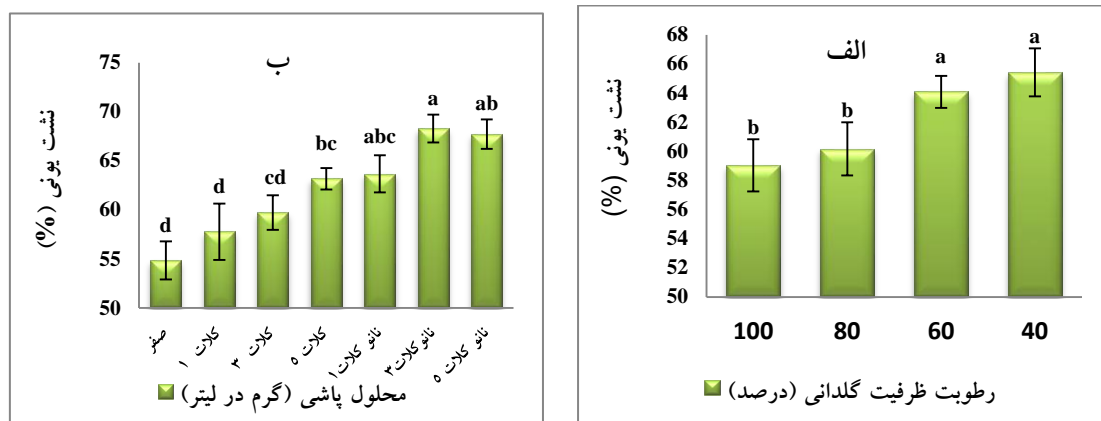 ب
نشت یونی (%)
75
70
65
60
55
50
d
d
cd
bc
abc
a
ab
صفر
کلات ۱
کلات ۳
کلات ۵
نانو کلات۱
نانوکلات۳
نانو کلات ۵
محلول پاشی (گرم در لیتر)
الف
نشت یونی (%)
68
66
64
62
60
58
56
54
52
50
b
b
a
a
100
80
60
40
رطوبت ظرفیت گلدانی (درصد)